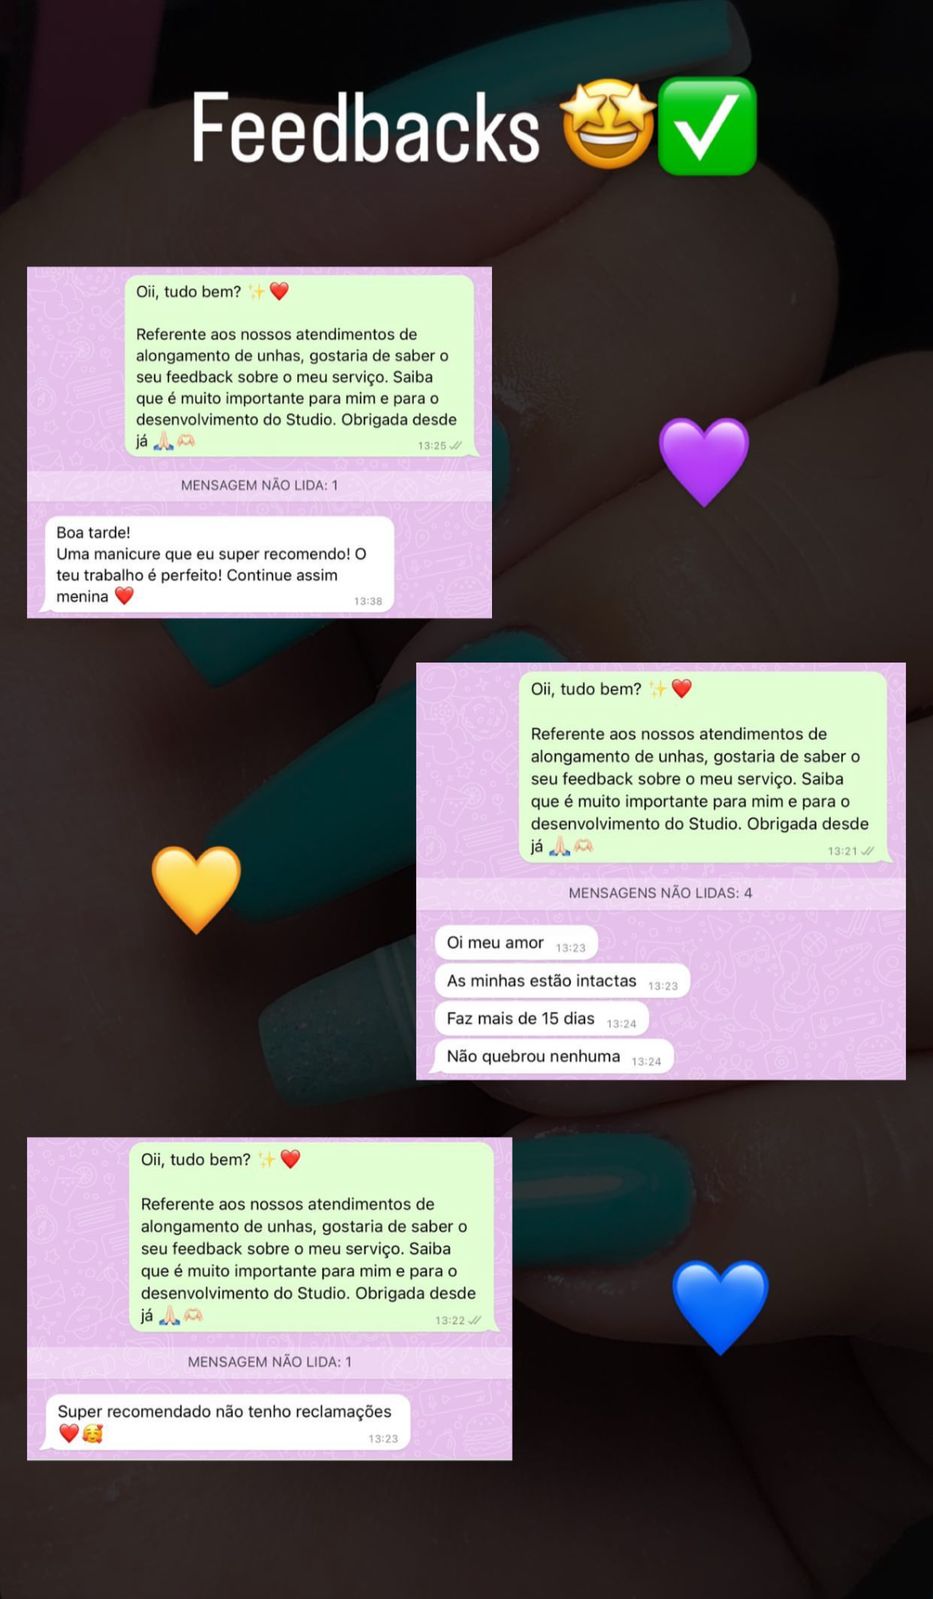 Feedbacks 🤩✅
Oii, tudo bem? ✨❤️
Referente aos nossos atendimentos de
alongamento de unhas, gostaria de saber o
seu feedback sobre o meu serviço. Saiba
que é muito importante para mim e para o
desenvolvimento do Studio. Obrigada desde
já 🙏🏻🫶🏻
13:25
MENSAGEM NÃO LIDA: 1
Boa tarde!
Uma manicure que eu super recomendo! O
teu trabalho é perfeito! Continue assim
menina ❤️
13:38
Oii, tudo bem? ✨❤️
Referente aos nossos atendimentos de
alongamento de unhas, gostaria de saber o
seu feedback sobre o meu serviço. Saiba
que é muito importante para mim e para o
desenvolvimento do Studio. Obrigada desde
já 🙏🏻🫶🏻
13:21
MENSAGENS NÃO LIDAS: 4
Oi meu amor 13:23
As minhas estão intactas 13:23
Faz mais de 15 dias 13:24
Não quebrou nenhuma 13:24
Oii, tudo bem? ✨❤️
Referente aos nossos atendimentos de
alongamento de unhas, gostaria de saber o
seu feedback sobre o meu serviço. Saiba
que é muito importante para mim e para o
desenvolvimento do Studio. Obrigada desde
já 🙏🏻🫶🏻
13:22
MENSAGEM NÃO LIDA: 1
Super recomendado não tenho reclamações
❤️🥰
13:23